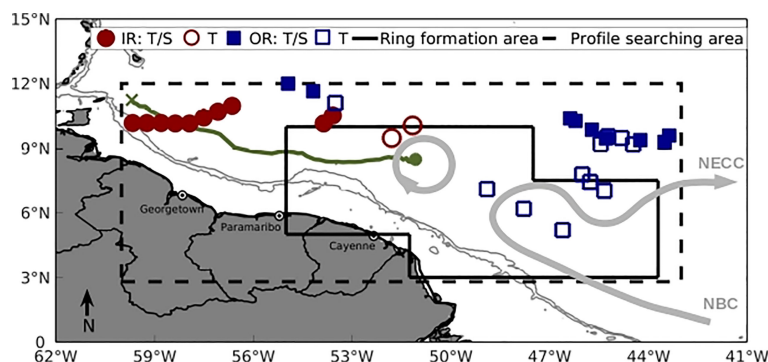 15°N
IR: T/S T OR: T/S T Ring formation area Profile searching area
12°N
9°N
NECC
Georgetown
6°N
Paramaribo
Cayenne
3°N
NBC
N
0
62°W 59°W 56°W 53°W 50°W 47°W 44°W 41°W